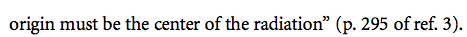 origin must be the center of the radiation” (p. 295 of ref. 3).